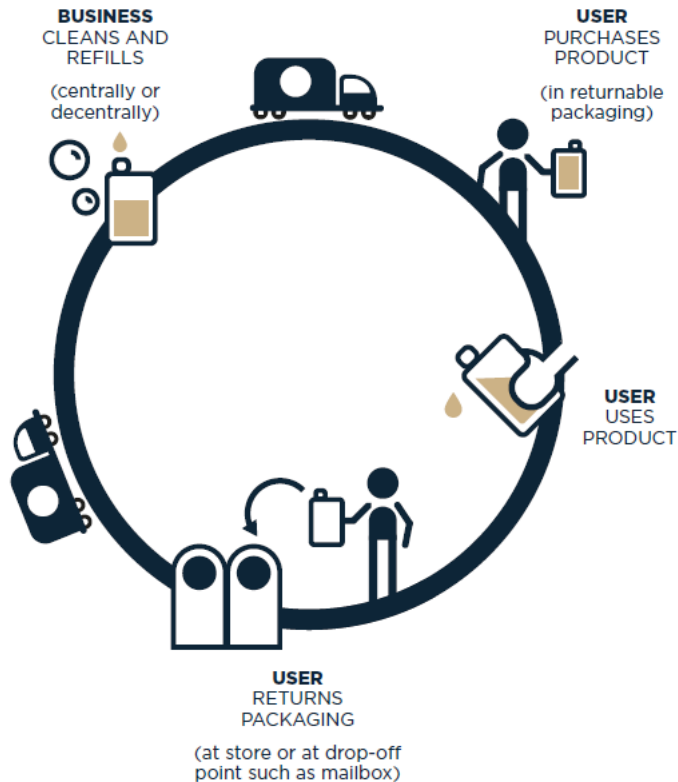 BUSINESS
CLEANS AND
REFILLS
(centrally or
decentrally)
USER
PURCHASES
PRODUCT
(in returnable
packaging)
USER
USES
PRODUCT
USER
RETURNS
PACKAGING
(at store or at drop-off
point such as mailbox)